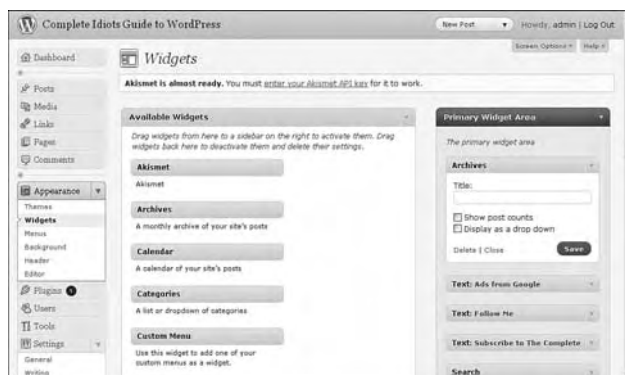 Complete Idiots Guide to WordPress
New Post
Howdy, admin | Log Out
Screen Options
Help
Dashboard
Posts
Media
Links
Pages
Comments
Appearance
Themes
Widgets
Menus
Background
Header
Editor
Plugins 1
Users
Tools
Settings
General
Writing
Widgets
Akismet is almost ready. You must enter your Akismet API key for it to work.
Available Widgets
Drag widgets from here to a sidebar on the right to activate them. Drag
widgets back here to deactivate them and delete their settings.
Akismet
Akismet
Archives
A monthly archive of your site's posts
Calendar
A calendar of your site's posts
Categories
A list or dropdown of categories
Custom Menu
Use this widget to add one of your
custom menus as a widget.
Primary Widget Area
The primary widget area
Archives
Title:
Show post counts
Display as a drop down
Delete | Close
Save
Text: Ads from Google
Text: Follow Me
Text: Subscribe to The Complete
Search